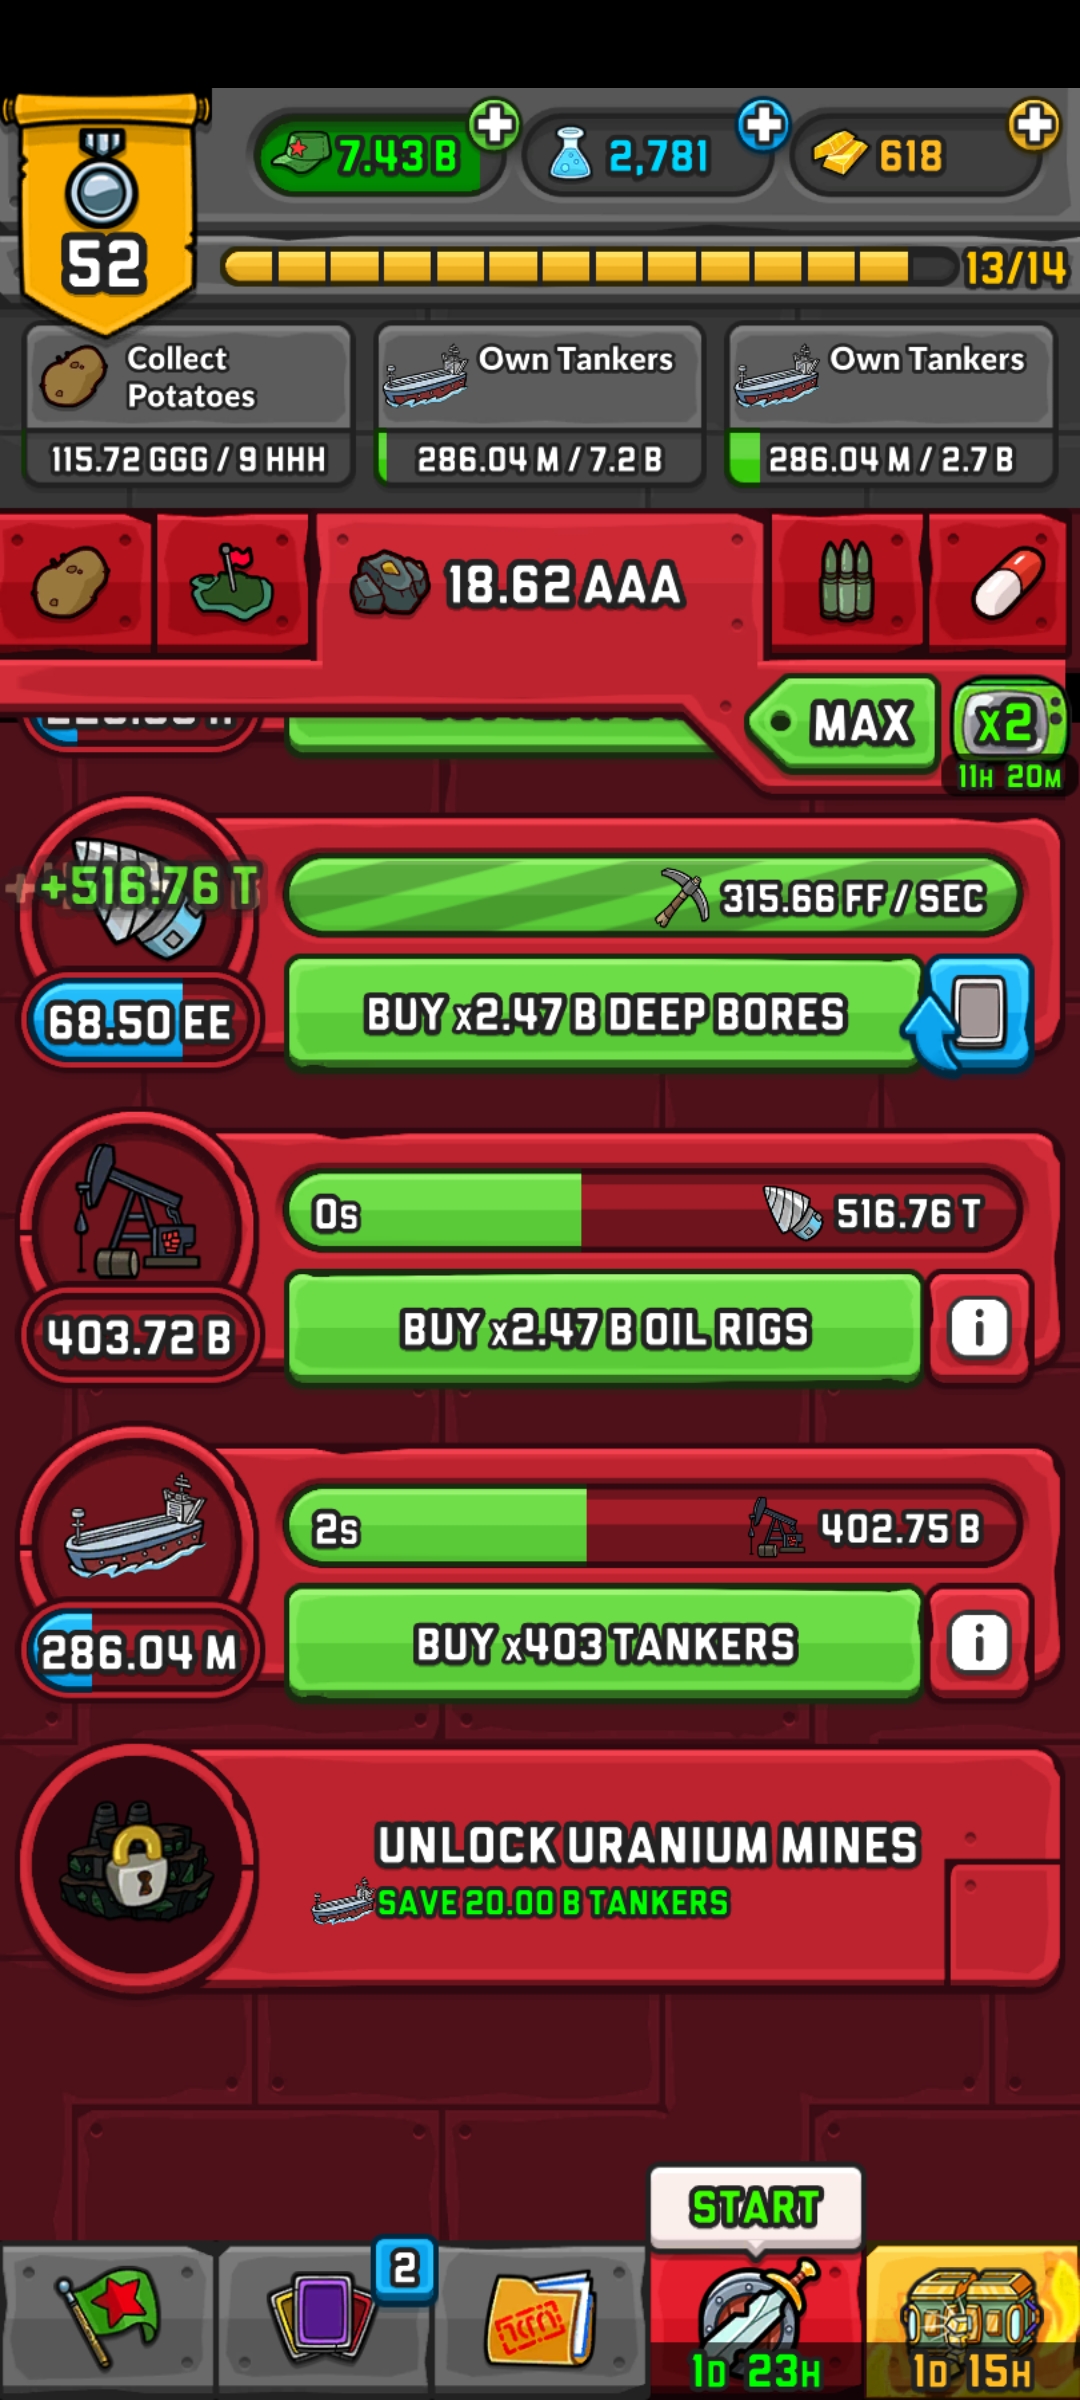 7.43 B
2,781
618
52
13/14
Collect
Potatoes
115.72 GGG / 9 HHH
Own Tankers
286.04 M / 7.2 B
Own Tankers
286.04 M / 2.7 B
18.62 AAA
MAX
x2
11H 20M
+516.76 T
315.66 FF / SEC
68.50 EE
BUY x2.47 B DEEP BORES
0s
516.76 T
403.72 B
BUY x2.47 B OIL RIGS
i
2s
402.75 B
286.04 M
BUY x403 TANKERS
i
UNLOCK URANIUM MINES
SAVE 20.00 B TANKERS
START
2
1D 23H
1D 15H